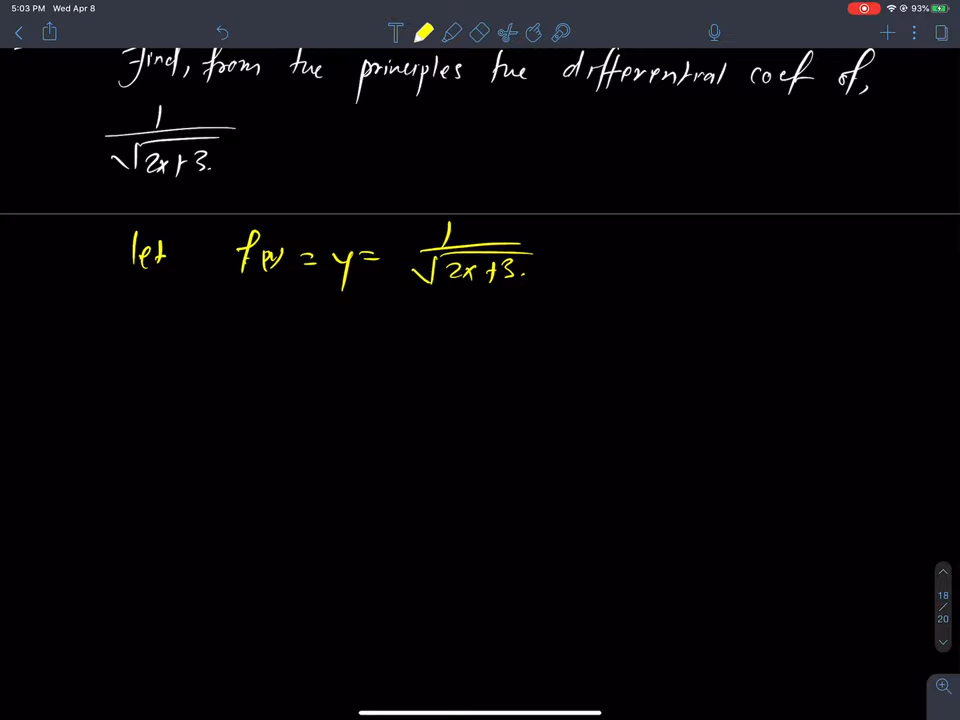 5:03 PM Wed Apr 8
93%
Find, from the principles the differential coef of,
1
√2x+3.
let f(x) = y = 1
√2x+3.
18
/
20